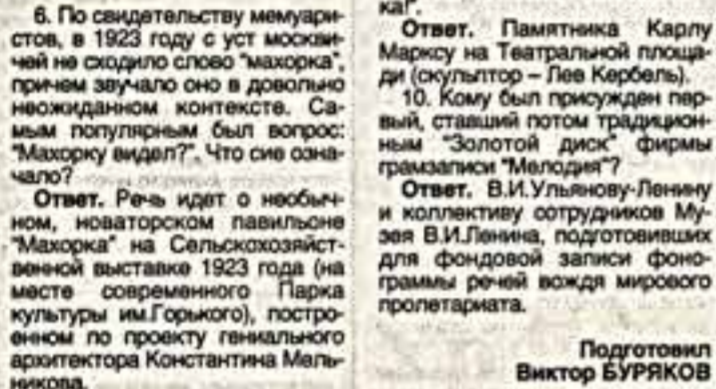 6. По свидетельству мемуари-
стов, в 1923 году с уст москви-
чей не сходило слово "махорка",
причем звучало оно в довольно
неожиданном контексте. Са-
мым популярным был вопрос:
"Махорку видел?". Что сие озна-
чало?
Ответ. Речь идет о необыч-
ном, новаторском павильоне
"Махорка" на Сельскохозяйст-
венной выставке 1923 года (на
месте современного Парка
культуры им.Горького), постро-
енном по проекту гениального
архитектора Константина Мель-
никова.
ка!".
Ответ. Памятника Карлу
Марксу на Театральной площа-
ди (скульптор – Лев Кербель).
10. Кому был присужден пер-
вый, ставший потом традицион-
ным "Золотой диск" фирмы
грамзаписи "Мелодия"?
Ответ. В.И.Ульянову-Ленину
и коллективу сотрудников Му-
зея В.И.Ленина, подготовивших
для фондовой записи фоно-
граммы речей вождя мирового
пролетариата.
Подготовил
Виктор БУРЯКОВ